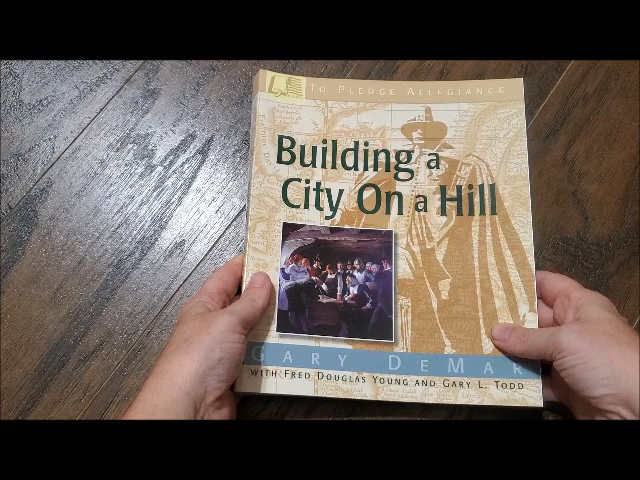 TO PLEDGE ALLEGIANCE
Building a
City On a Hill
GARY DEMAR
WITH FRED DOUGLAS YOUNG AND GARY L. TODD